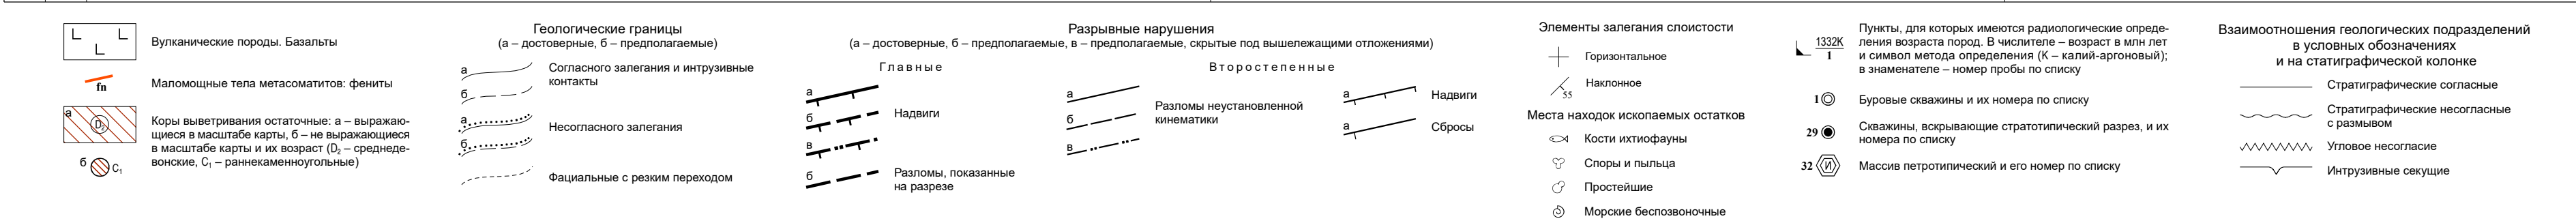 Вулканические породы. Базальты
fn
Маломощные тела метасоматитов: фениты
а
D₂
Коры выветривания остаточные: а – выражаю-
щиеся в масштабе карты, б – не выражающиеся
в масштабе карты и их возраст (D₂ – среднеде-
вонские, C₁ – раннекаменноугольные)
б
C₁
Геологические границы
(а – достоверные, б – предполагаемые)
а
б
Согласного залегания и интрузивные
контакты
а
б
Несогласного залегания
Фациальные с резким переходом
Разрывные нарушения
(а – достоверные, б – предполагаемые, в – предполагаемые, скрытые под вышележащими отложениями)
Главные
а
б
в
Надвиги
б
Разломы, показанные
на разрезе
Второстепенные
а
б
в
Разломы неустановленной
кинематики
а
Надвиги
а
Сбросы
Элементы залегания слоистости
Горизонтальное
55
Наклонное
Места находок ископаемых остатков
Кости ихтиофауны
Споры и пыльца
Простейшие
Морские беспозвоночные
1332К
1
Пункты, для которых имеются радиологические опреде-
ления возраста пород. В числителе – возраст в млн лет
и символ метода определения (К – калий-аргоновый);
в знаменателе – номер пробы по списку
1
Буровые скважины и их номера по списку
29
Скважины, вскрывающие стратотипический разрез, и их
номера по списку
32
И
Массив петротипический и его номер по списку
Взаимоотношения геологических подразделений
в условных обозначениях
и на статиграфической колонке
Стратиграфические согласные
Стратиграфические несогласные
с размывом
Угловое несогласие
Интрузивные секущие